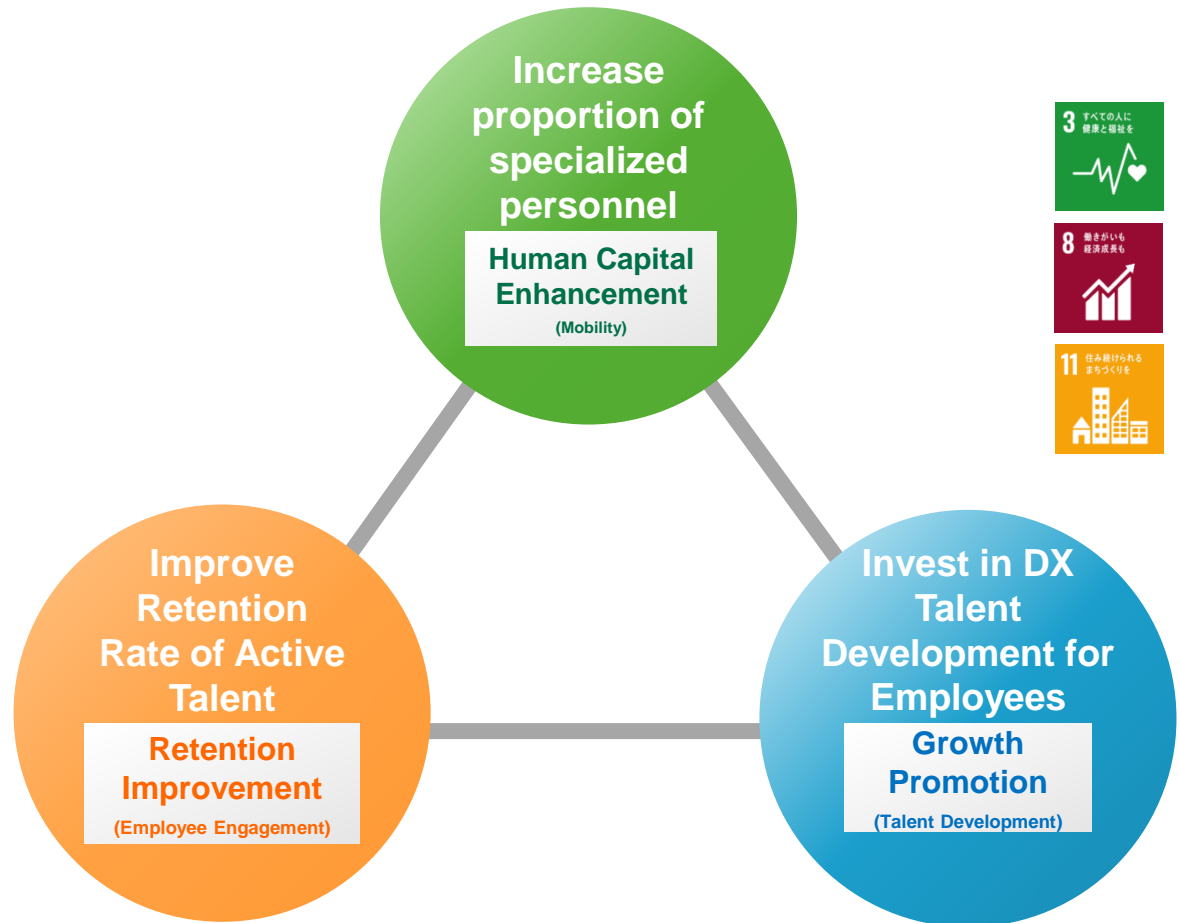 Increase
proportion of
specialized
personnel
Human Capital
Enhancement
(Mobility)
3 すべての人に
健康と福祉を
8 働きがいも
経済成長も
11 住み続けられる
まちづくりを
Improve
Retention
Rate of Active
Talent
Retention
Improvement
(Employee Engagement)
Invest in DX
Talent
Development for
Employees
Growth
Promotion
(Talent Development)